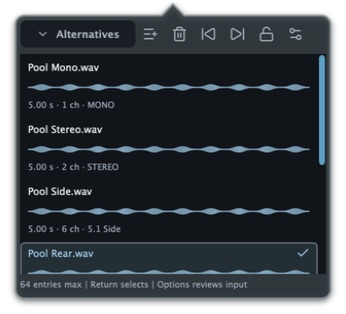 Alternatives
Pool Mono.wav
5.00 s - 1 ch - MONO
Pool Stereo.wav
5.00 s - 2 ch - STEREO
Pool Side.wav
5.00 s - 6 ch - 5.1 Side
Pool Rear.wav
64 entries max | Return selects | Options reviews input